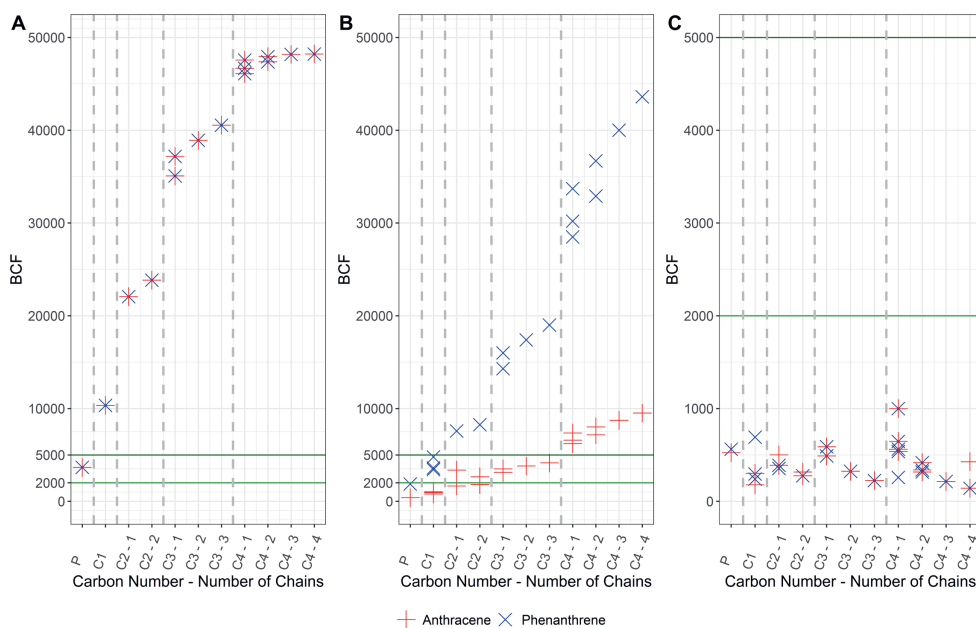 A
BCF
50000
40000
30000
20000
10000
5000
2000
0
P
C1
C2 - 1
C2 - 2
C3 - 1
C3 - 2
C3 - 3
C4 - 1
C4 - 2
C4 - 3
C4 - 4
Carbon Number - Number of Chains
B
BCF
50000
40000
30000
20000
10000
5000
2000
0
P
C1
C2 - 1
C2 - 2
C3 - 1
C3 - 2
C3 - 3
C4 - 1
C4 - 2
C4 - 3
C4 - 4
Carbon Number - Number of Chains
C
BCF
5000
4000
3000
2000
1000
0
P
C1
C2 - 1
C2 - 2
C3 - 1
C3 - 2
C3 - 3
C4 - 1
C4 - 2
C4 - 3
C4 - 4
Carbon Number - Number of Chains
Anthracene Phenanthrene